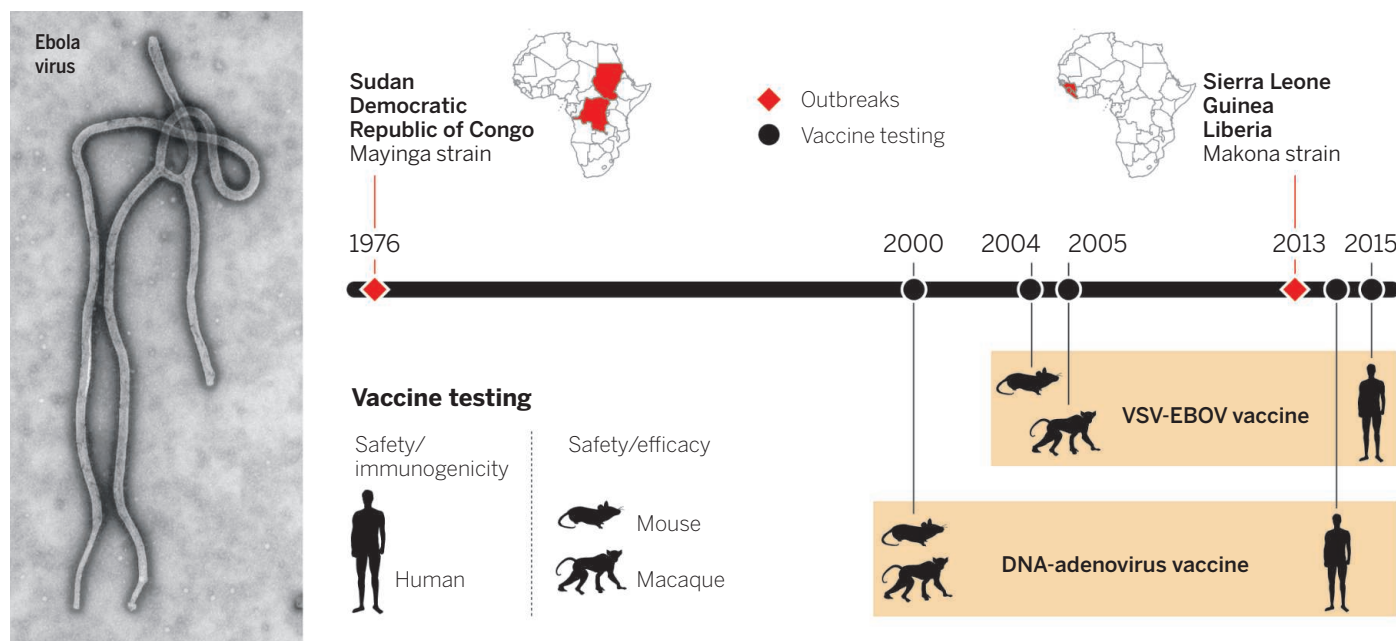 Ebola
virus
Sudan
Democratic
Republic of Congo
Mayinga strain
Outbreaks
Vaccine testing
Sierra Leone
Guinea
Liberia
Makona strain
1976
2000
2004
2005
2013
2015
Vaccine testing
Safety/
immunogenicity
Human
Safety/efficacy
Mouse
Macaque
VSV-EBOV vaccine
DNA-adenovirus vaccine